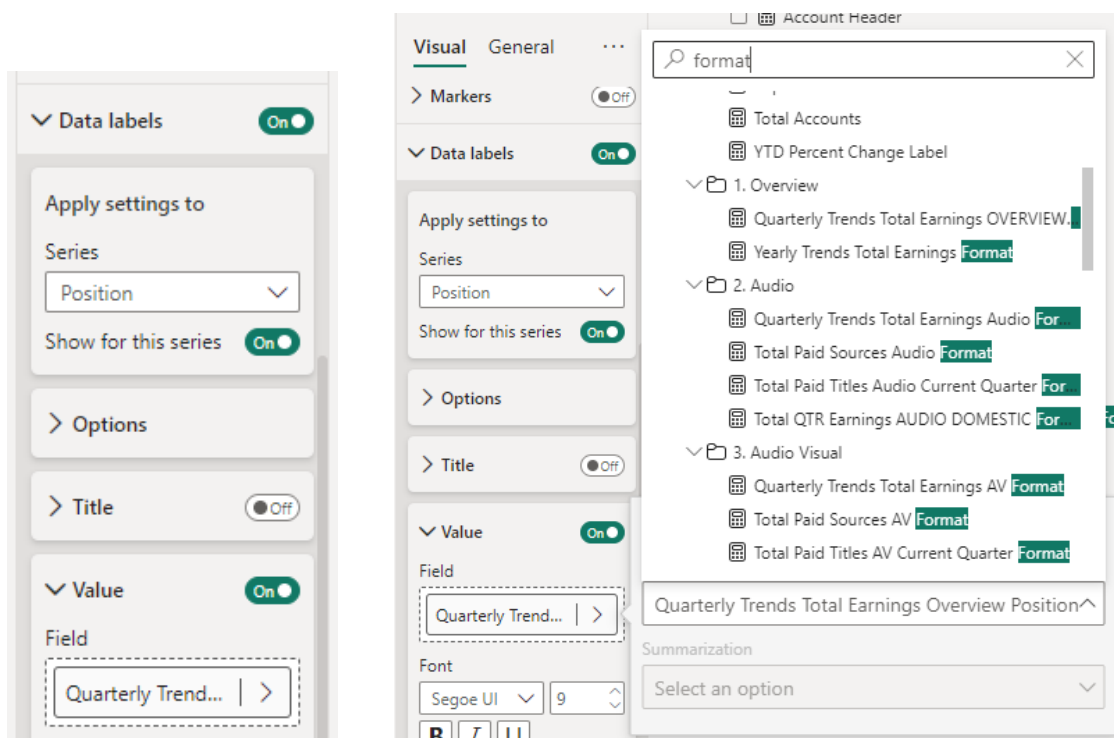 Data labels
On
Apply settings to
Series
Position
Show for this series
On
Options
Title
Off
Value
On
Field
Quarterly Trend...
Visual
General
...
Markers
Off
Data labels
On
Apply settings to
Series
Position
Show for this series
On
Options
Title
Off
Value
On
Field
Quarterly Trend...
Font
Segoe UI
9
B I U
Account Header
format
Total Accounts
YTD Percent Change Label
1. Overview
Quarterly Trends Total Earnings OVERVIEW...
Yearly Trends Total Earnings Format
2. Audio
Quarterly Trends Total Earnings Audio For...
Total Paid Sources Audio Format
Total Paid Titles Audio Current Quarter For...
Total QTR Earnings AUDIO DOMESTIC For...
3. Audio Visual
Quarterly Trends Total Earnings AV Format
Total Paid Sources AV Format
Total Paid Titles AV Current Quarter Format
Quarterly Trends Total Earnings Overview Position
Summarization
Select an option